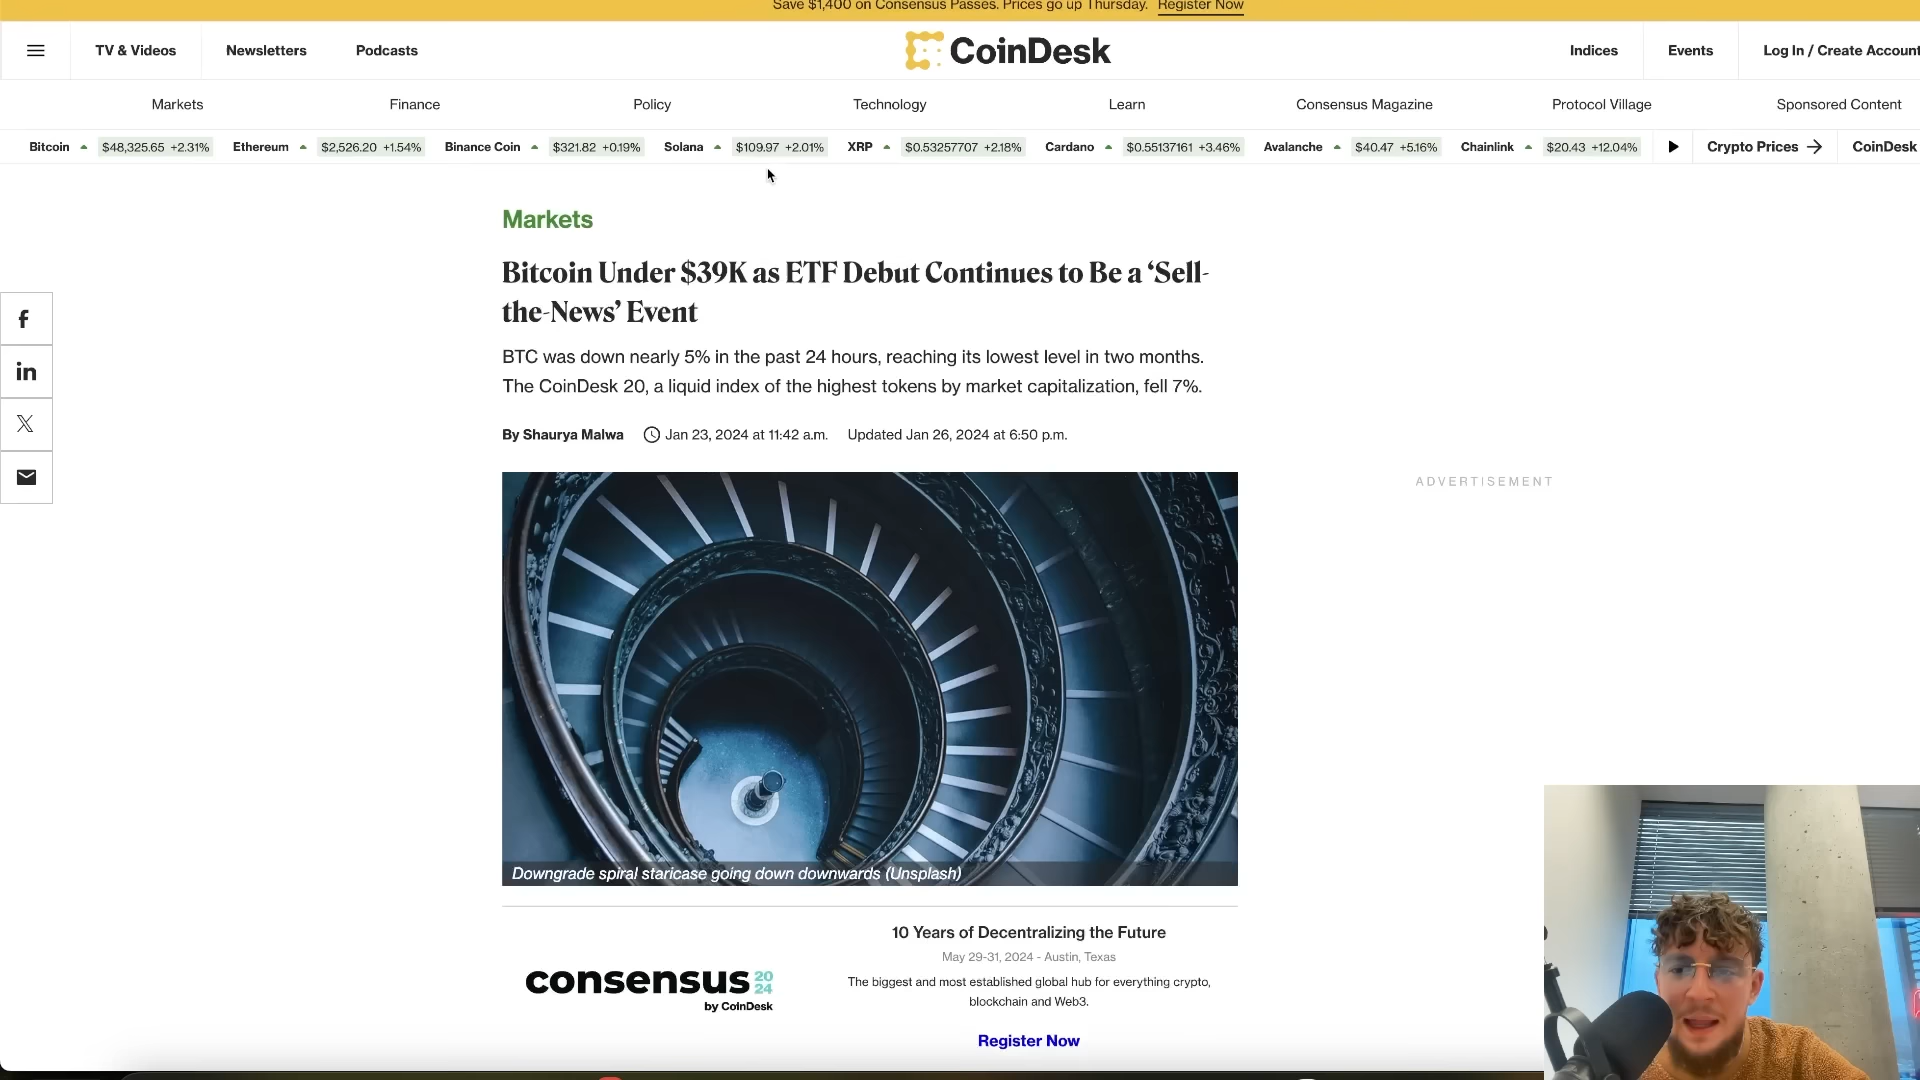 Save $1,400 on Consensus Passes. Prices go up Thursday. Register Now
TV & Videos Newsletters Podcasts CoinDesk Indices Events Log In / Create Account
Markets Finance Policy Technology Learn Consensus Magazine Protocol Village Sponsored Content
Bitcoin $48,325.65 +2.31% Ethereum $2,526.20 +1.54% Binance Coin $321.82 +0.19% Solana $109.97 +2.01% XRP $0.53257707 +2.18% Cardano $0.55137161 +3.46% Avalanche $40.47 +5.16% Chainlink $20.43 +12.04% Crypto Prices CoinDesk
Markets
Bitcoin Under $39K as ETF Debut Continues to Be a ‘Sell-
the-News’ Event
BTC was down nearly 5% in the past 24 hours, reaching its lowest level in two months.
The CoinDesk 20, a liquid index of the highest tokens by market capitalization, fell 7%.
By Shaurya Malwa Jan 23, 2024 at 11:42 a.m. Updated Jan 26, 2024 at 6:50 p.m.
ADVERTISEMENT
Downgrade spiral staricase going down downwards (Unsplash)
10 Years of Decentralizing the Future
May 29-31, 2024 - Austin, Texas
consensus 2024
by CoinDesk
The biggest and most established global hub for everything crypto,
blockchain and Web3.
Register Now